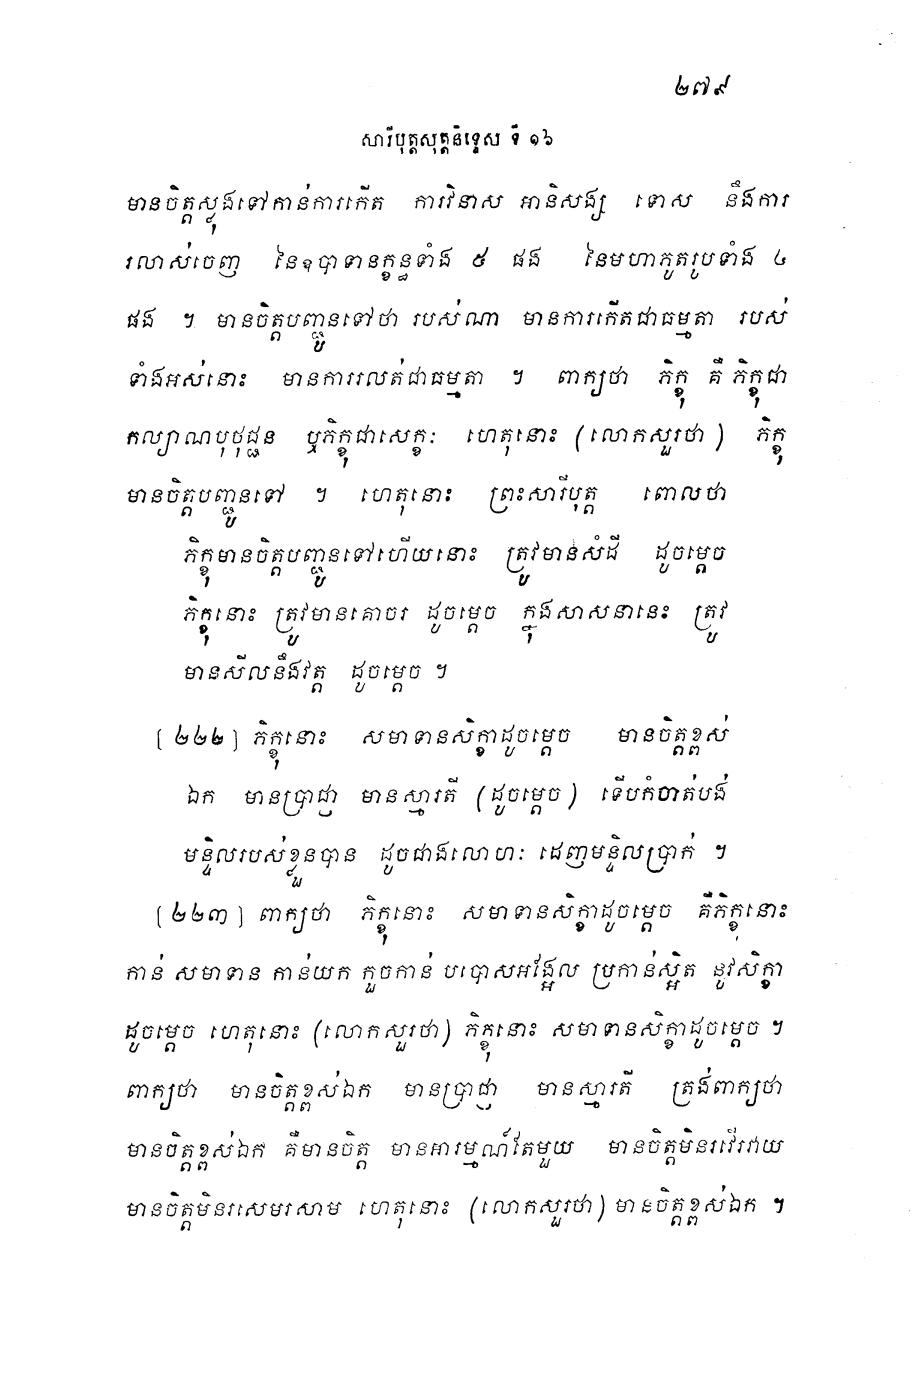 ២៧៩
សារីបុត្តសុត្តនិទ្ទេស ទី ១៦
មានចិត្តស្លុងទៅកាន់ការកើត ការវិនាស អានិសង្ស ទោស នឹងការ
រលាស់ចេញ នៃឧបាទានក្ខន្ធទាំង ៥ ផង នៃមហាភូតរូបទាំង ៤
ផង ។ មានចិត្តបញ្ជូនទៅថា របស់ណា មានការកើតជាធម្មតា របស់
ទាំងអស់នោះ មានការរលត់ជាធម្មតា ។ ពាក្យថា ភិក្ខុ គឺ ភិក្ខុជា
កល្យាណបុថុជ្ជន ឬភិក្ខុជាសេក្ខៈ ហេតុនោះ (លោកសួរថា) ភិក្ខុ
មានចិត្តបញ្ជូនទៅ ។ ហេតុនោះ ព្រះសារីបុត្ត ពោលថា
ភិក្ខុមានចិត្តបញ្ជូនទៅហើយនោះ ត្រូវមានសំដី ដូចម្តេច
ភិក្ខុនោះ ត្រូវមានគោចរ ដូចម្តេច ក្នុងសាសនានេះ ត្រូវ
មានសីលនឹងវត្ត ដូចម្តេច ។
[២២២] ភិក្ខុនោះ សមាទានសិក្ខាដូចម្តេច មានចិត្តខ្ពស់
ឯក មានប្រាជ្ញា មានស្មារតី (ដូចម្តេច) ទើបកំចាត់បង់
មន្ទិលរបស់ខ្លួនបាន ដូចជាងលោហៈ ដេញមន្ទិលប្រាក់ ។
[២២៣] ពាក្យថា ភិក្ខុនោះ សមាទានសិក្ខាដូចម្តេច គឺភិក្ខុនោះ
កាន់ សមាទាន កាន់យក កួចកាន់ បបោសអង្អែល ប្រកាន់ស្អិត នូវសិក្ខា
ដូចម្តេច ហេតុនោះ (លោកសួរថា) ភិក្ខុនោះ សមាទានសិក្ខាដូចម្តេច ។
ពាក្យថា មានចិត្តខ្ពស់ឯក មានប្រាជ្ញា មានស្មារតី ត្រង់ពាក្យថា
មានចិត្តខ្ពស់ឯក គឺមានចិត្ត មានអារម្មណ៍តែមួយ មានចិត្តមិនរវើរវាយ
មានចិត្តមិនរសេមរសាម ហេតុនោះ (លោកសួរថា) មានចិត្តខ្ពស់ឯក ។